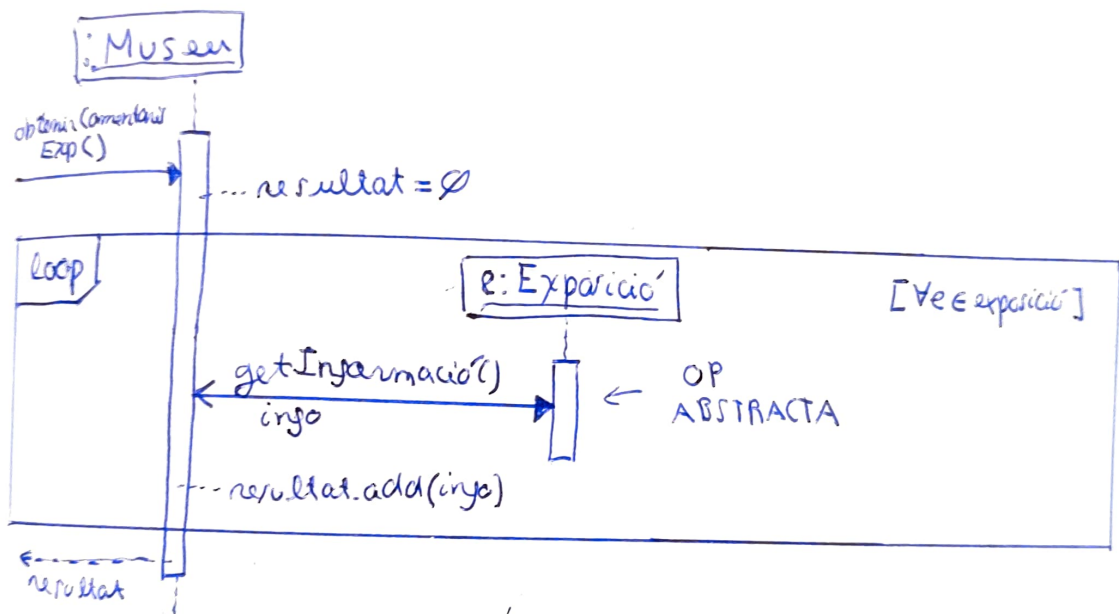 :Museu
obtenirComentaris
Exp()
resultat = ∅
loop
e: Exposició
[∀e ∈ exposició]
getInformació()
info
OP
ABSTRACTA
resultat.add(info)
resultat